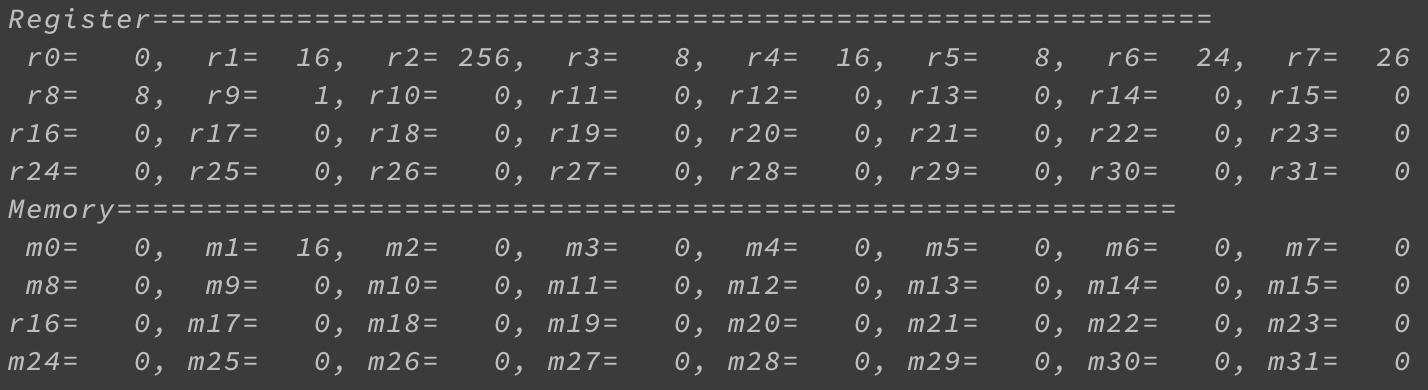 Register===========================================================
 r0=   0,  r1=  16,  r2= 256,  r3=   8,  r4=  16,  r5=   8,  r6=  24,  r7=  26
 r8=   8,  r9=   1, r10=   0, r11=   0, r12=   0, r13=   0, r14=   0, r15=   0
r16=   0, r17=   0, r18=   0, r19=   0, r20=   0, r21=   0, r22=   0, r23=   0
r24=   0, r25=   0, r26=   0, r27=   0, r28=   0, r29=   0, r30=   0, r31=   0
Memory===========================================================
 m0=   0,  m1=  16,  m2=   0,  m3=   0,  m4=   0,  m5=   0,  m6=   0,  m7=   0
 m8=   0,  m9=   0, m10=   0, m11=   0, m12=   0, m13=   0, m14=   0, m15=   0
r16=   0, m17=   0, m18=   0, m19=   0, m20=   0, m21=   0, m22=   0, m23=   0
m24=   0, m25=   0, m26=   0, m27=   0, m28=   0, m29=   0, m30=   0, m31=   0